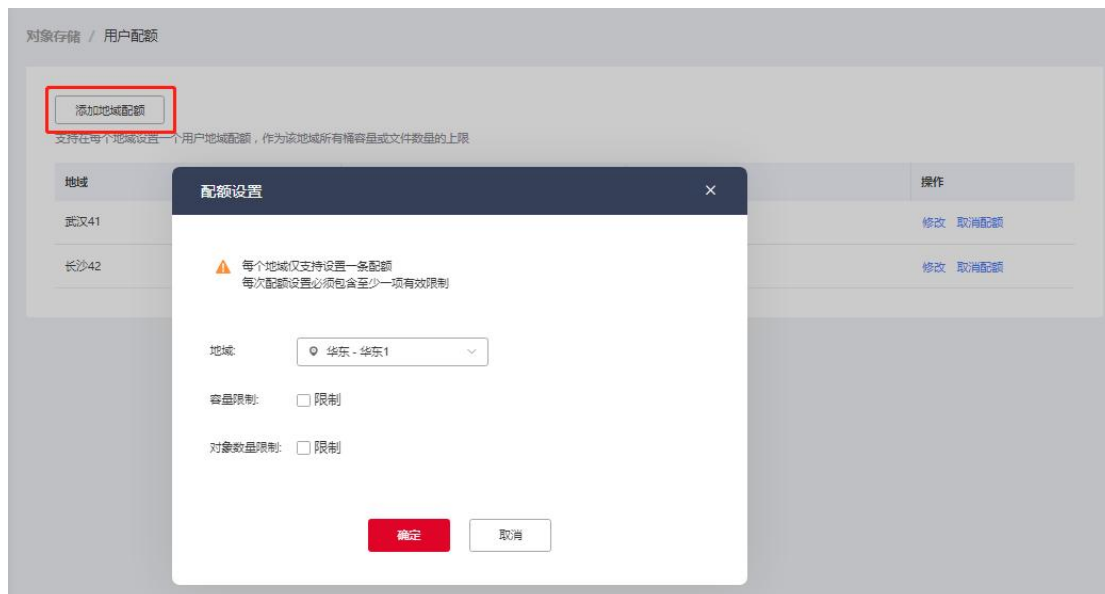 对象存储 / 用户配额
添加地域配额
支持在每个地域设置一个用户地域配额，作为该地域所有桶容量或文件数量的上限
地域 操作
配额设置 ×
武汉41 修改 取消配额
长沙42 修改 取消配额
每个地域仅支持设置一条配额
每次配额设置必须包含至少一项有效限制
地域: 华东 - 华东1
容量限制: 限制
对象数量限制: 限制
确定 取消